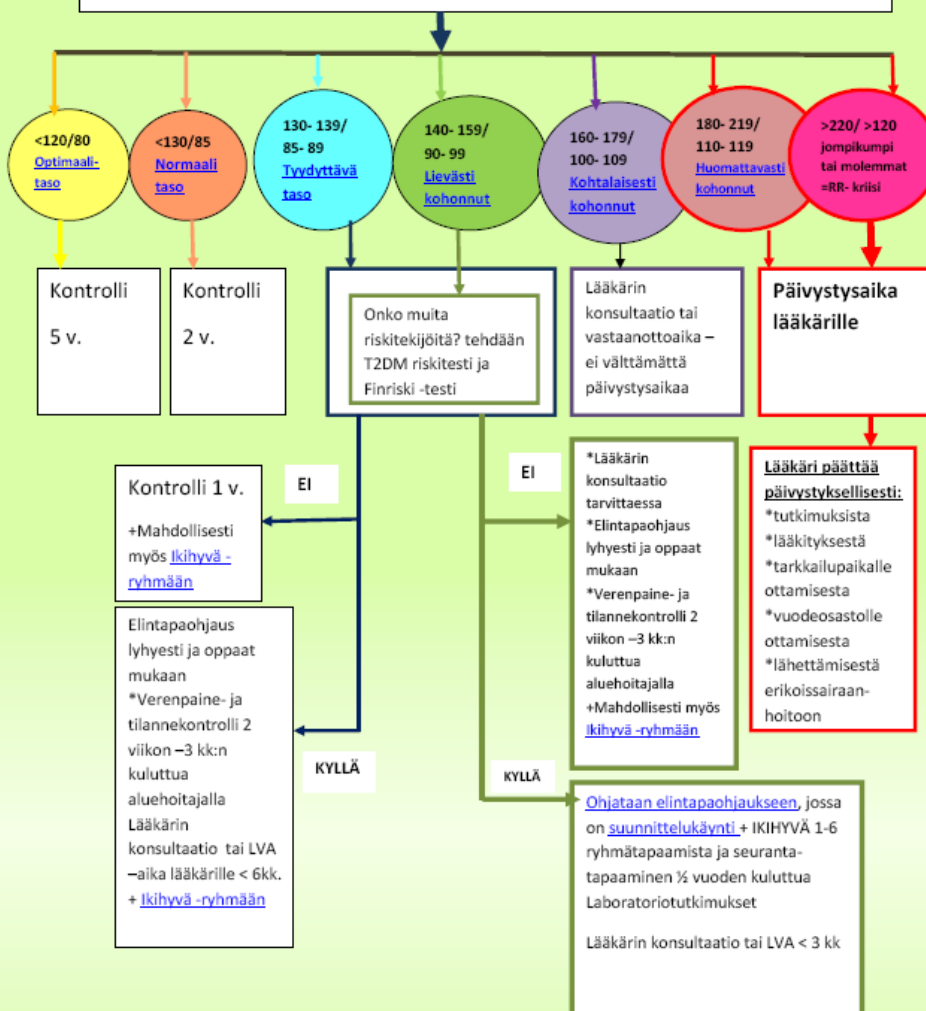 <120/80
Optimaali-
taso
<130/85
Normaali
taso
130- 139/
85- 89
Tyydyttävä
taso
140- 159/
90- 99
Lievästi
kohonnut
160- 179/
100- 109
Kohtalaisesti
kohonnut
180- 219/
110- 119
Huomattavasti
kohonnut
>220/ >120
jompikumpi
tai molemmat
=RR- kriisi
Kontrolli
5 v.
Kontrolli
2 v.
Onko muita
riskitekijöitä? tehdään
T2DM riskitesti ja
Finriski -testi
Lääkärin
konsultaatio tai
vastaanottoaika –
ei välttämättä
päivystysaikaa
Päivystysaika
lääkärille
Kontrolli 1 v.
+Mahdollisesti
myös Ikihyvä -
ryhmään
EI
EI
*Lääkärin
konsultaatio
tarvittaessa
*Elintapaohjaus
lyhyesti ja oppaat
mukaan
*Verenpaine- ja
tilannekontrolli 2
viikon –3 kk:n
kuluttua
aluehoitajalla
+Mahdollisesti myös
Ikihyvä -ryhmään
Lääkäri päättää
päivystyksellisesti:
*tutkimuksista
*lääkityksestä
*tarkkailupaikalle
ottamisesta
*vuodeosastolle
ottamisesta
*lähettämisestä
erikoissairaan-
hoitoon
Elintapaohjaus
lyhyesti ja oppaat
mukaan
*Verenpaine- ja
tilannekontrolli 2
viikon –3 kk:n
kuluttua
aluehoitajalla
Lääkärin
konsultaatio tai LVA
–aika lääkärille < 6kk.
+ Ikihyvä -ryhmään
KYLLÄ
KYLLÄ
Ohjataan elintapaohjaukseen, jossa
on suunnittelukäynti + IKIHYVÄ 1-6
ryhmätapaamista ja seuranta-
tapaaminen ½ vuoden kuluttua
Laboratoriotutkimukset
Lääkärin konsultaatio tai LVA < 3 kk